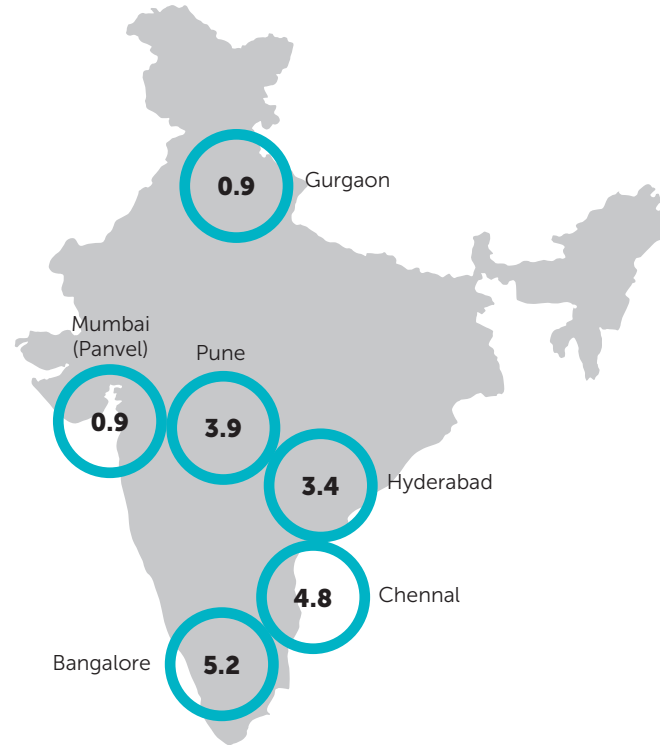 0.9
Gurgaon
Mumbai
(Panvel)
Pune
0.9
3.9
3.4
Hyderabad
4.8
Chennal
Bangalore
5.2